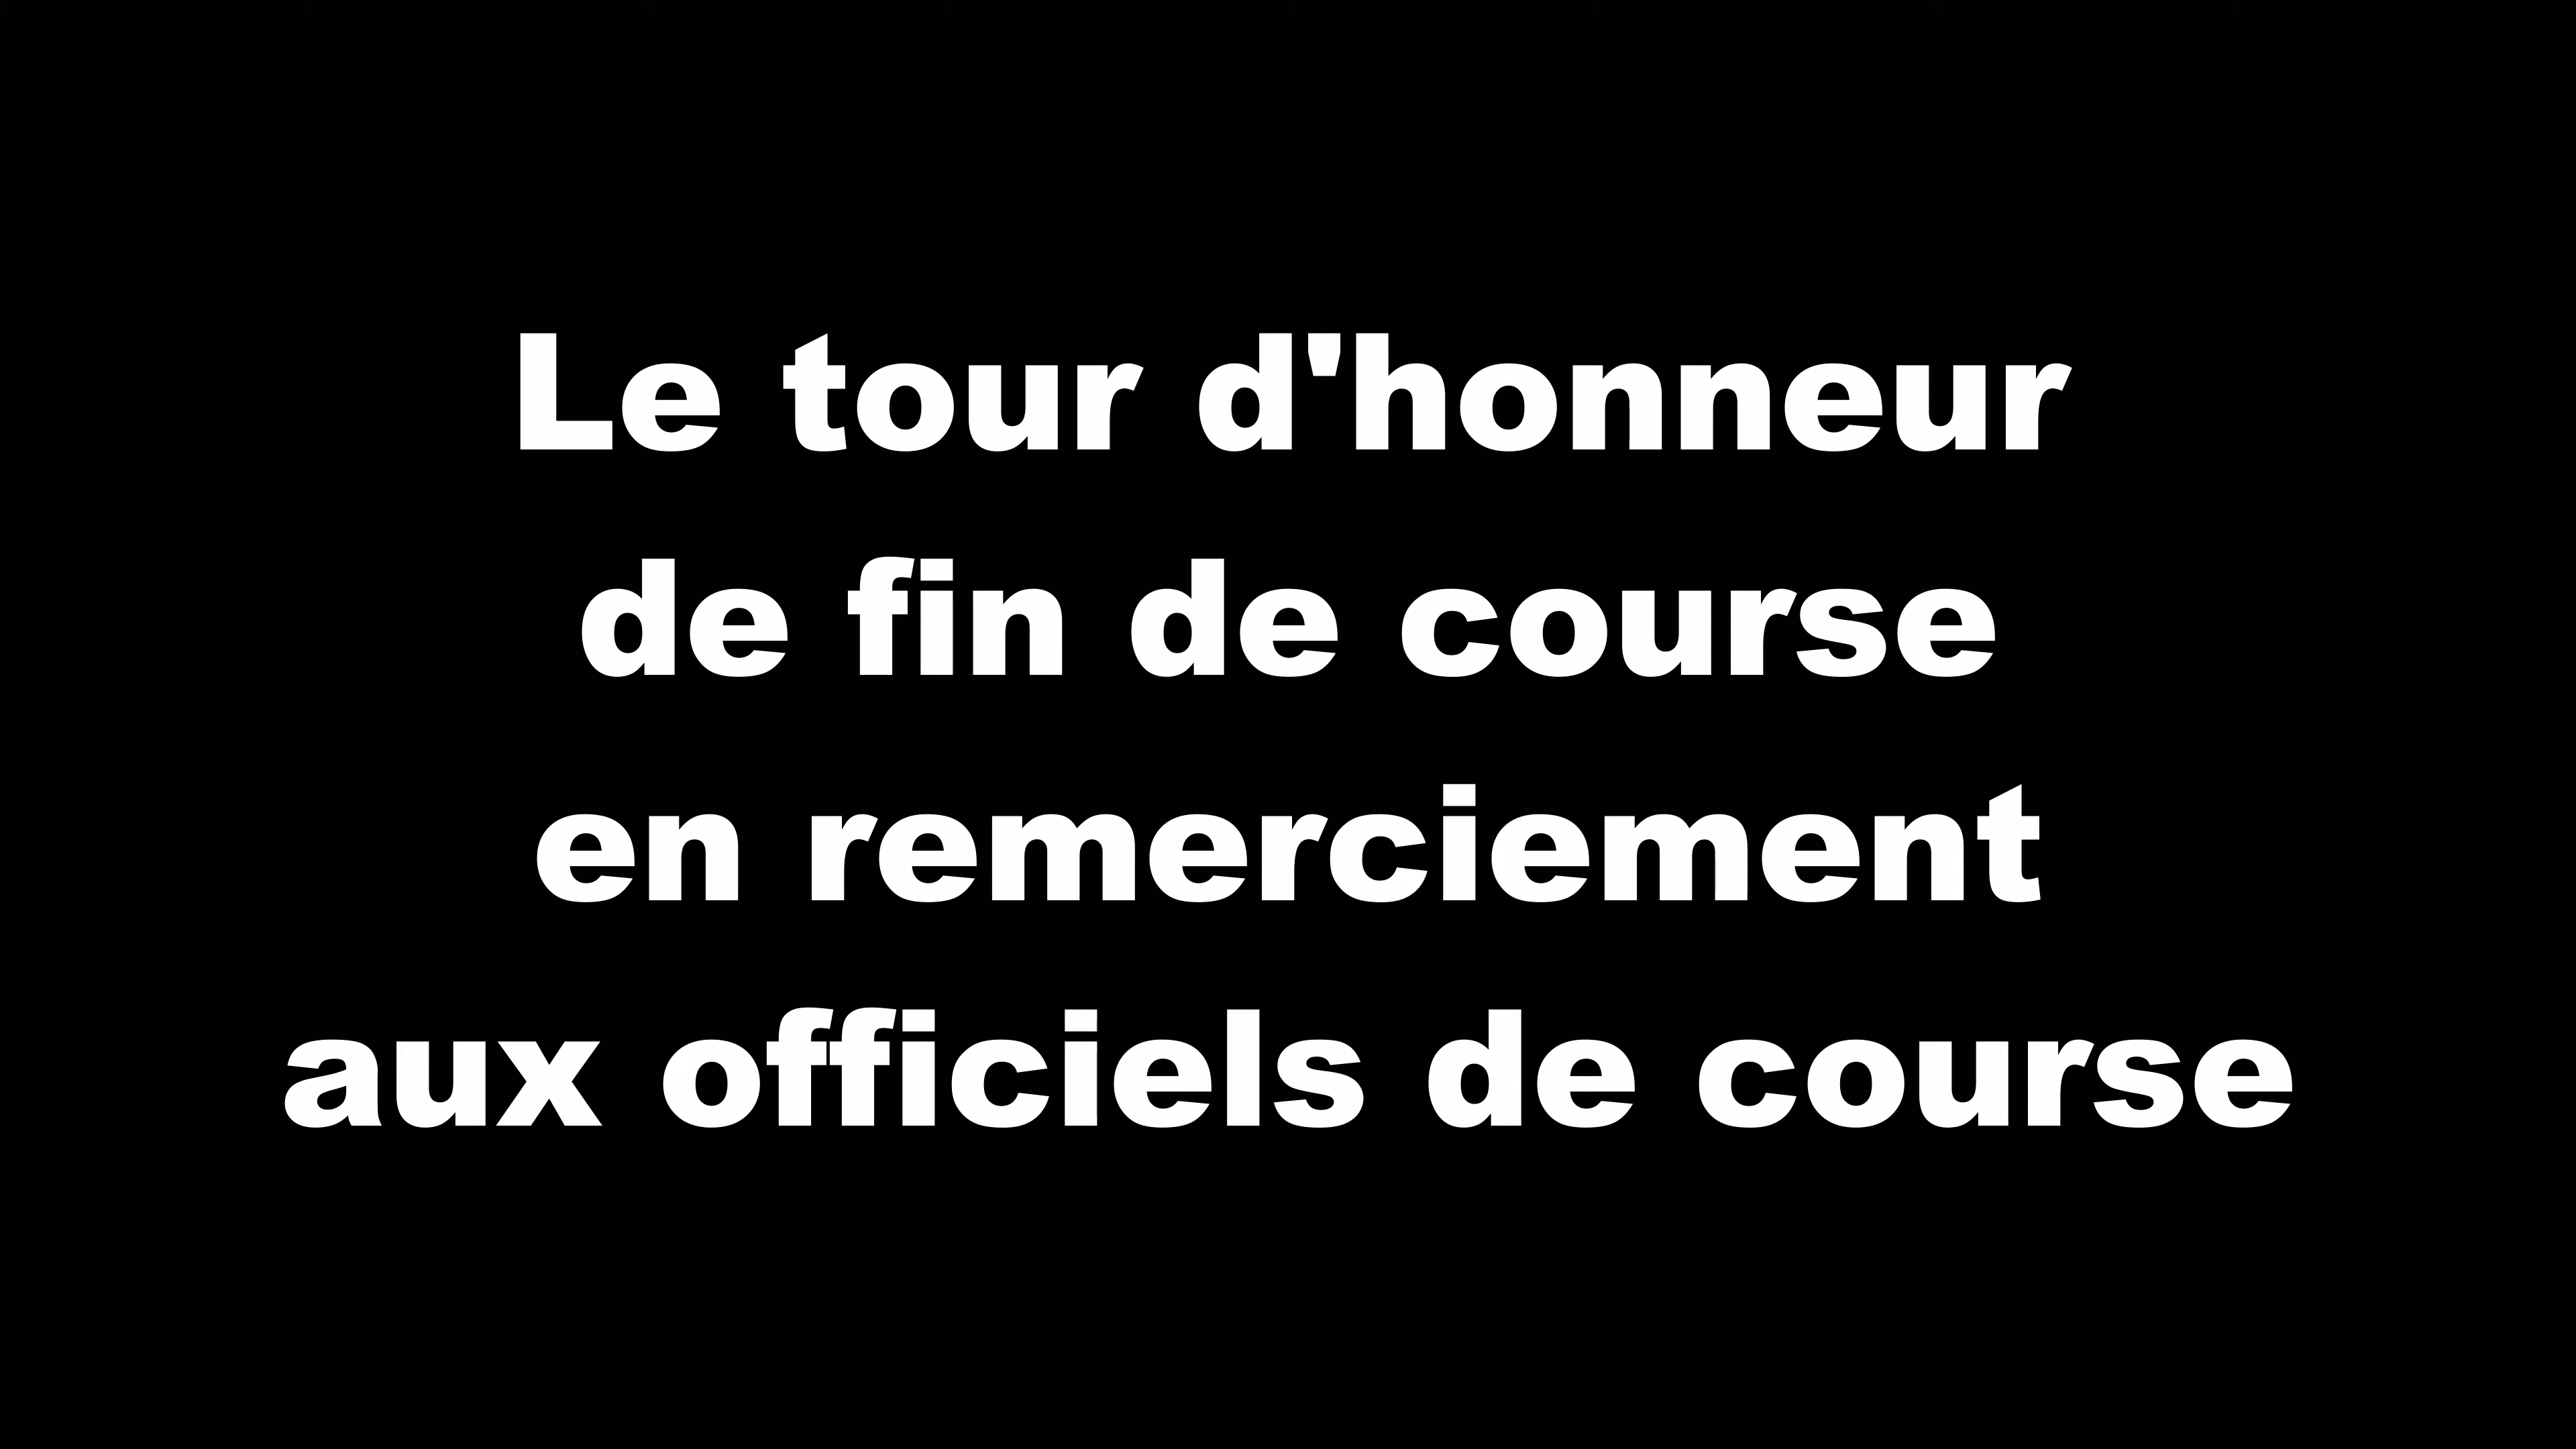 Le tour d'honneur
de fin de course
en remerciement
aux officiels de course